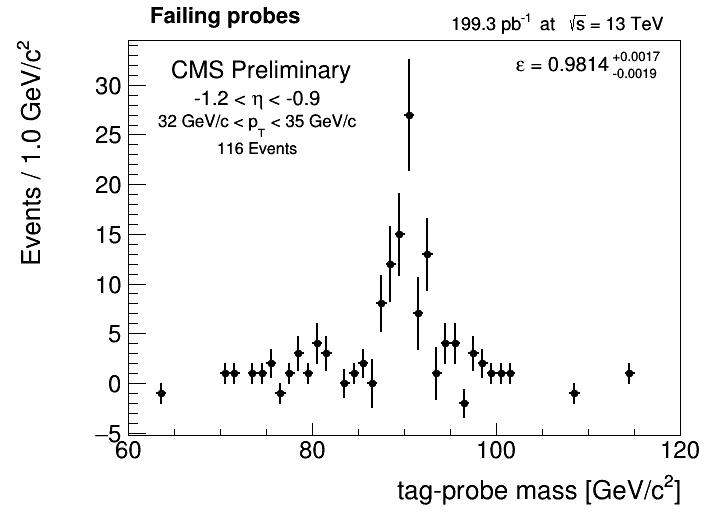 Failing probes
199.3 pb⁻¹ at √s = 13 TeV
CMS Preliminary
-1.2 < η < -0.9
32 GeV/c < p_T < 35 GeV/c
116 Events
ε = 0.9814 +0.0017 -0.0019
Events / 1.0 GeV/c²
30
25
20
15
10
5
0
−5
60 80 100 120
tag-probe mass [GeV/c²]